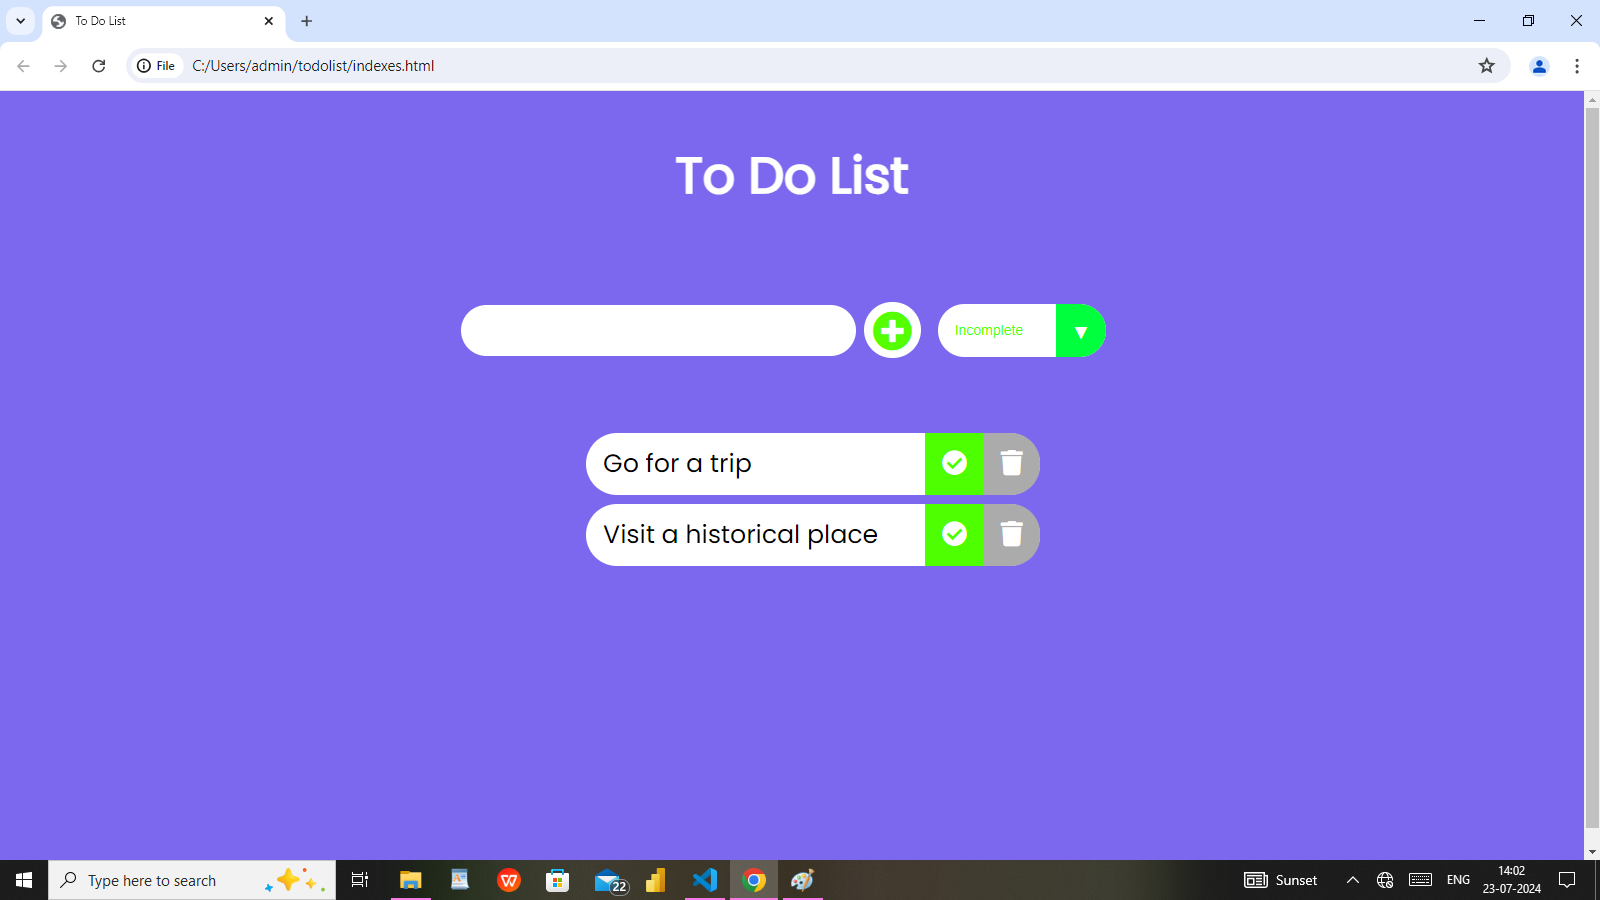 To Do List
File
C:/Users/admin/todolist/indexes.html
To Do List
Incomplete
Go for a trip
Visit a historical place
Type here to search
W
22
Sunset
ENG
14:02
23-07-2024